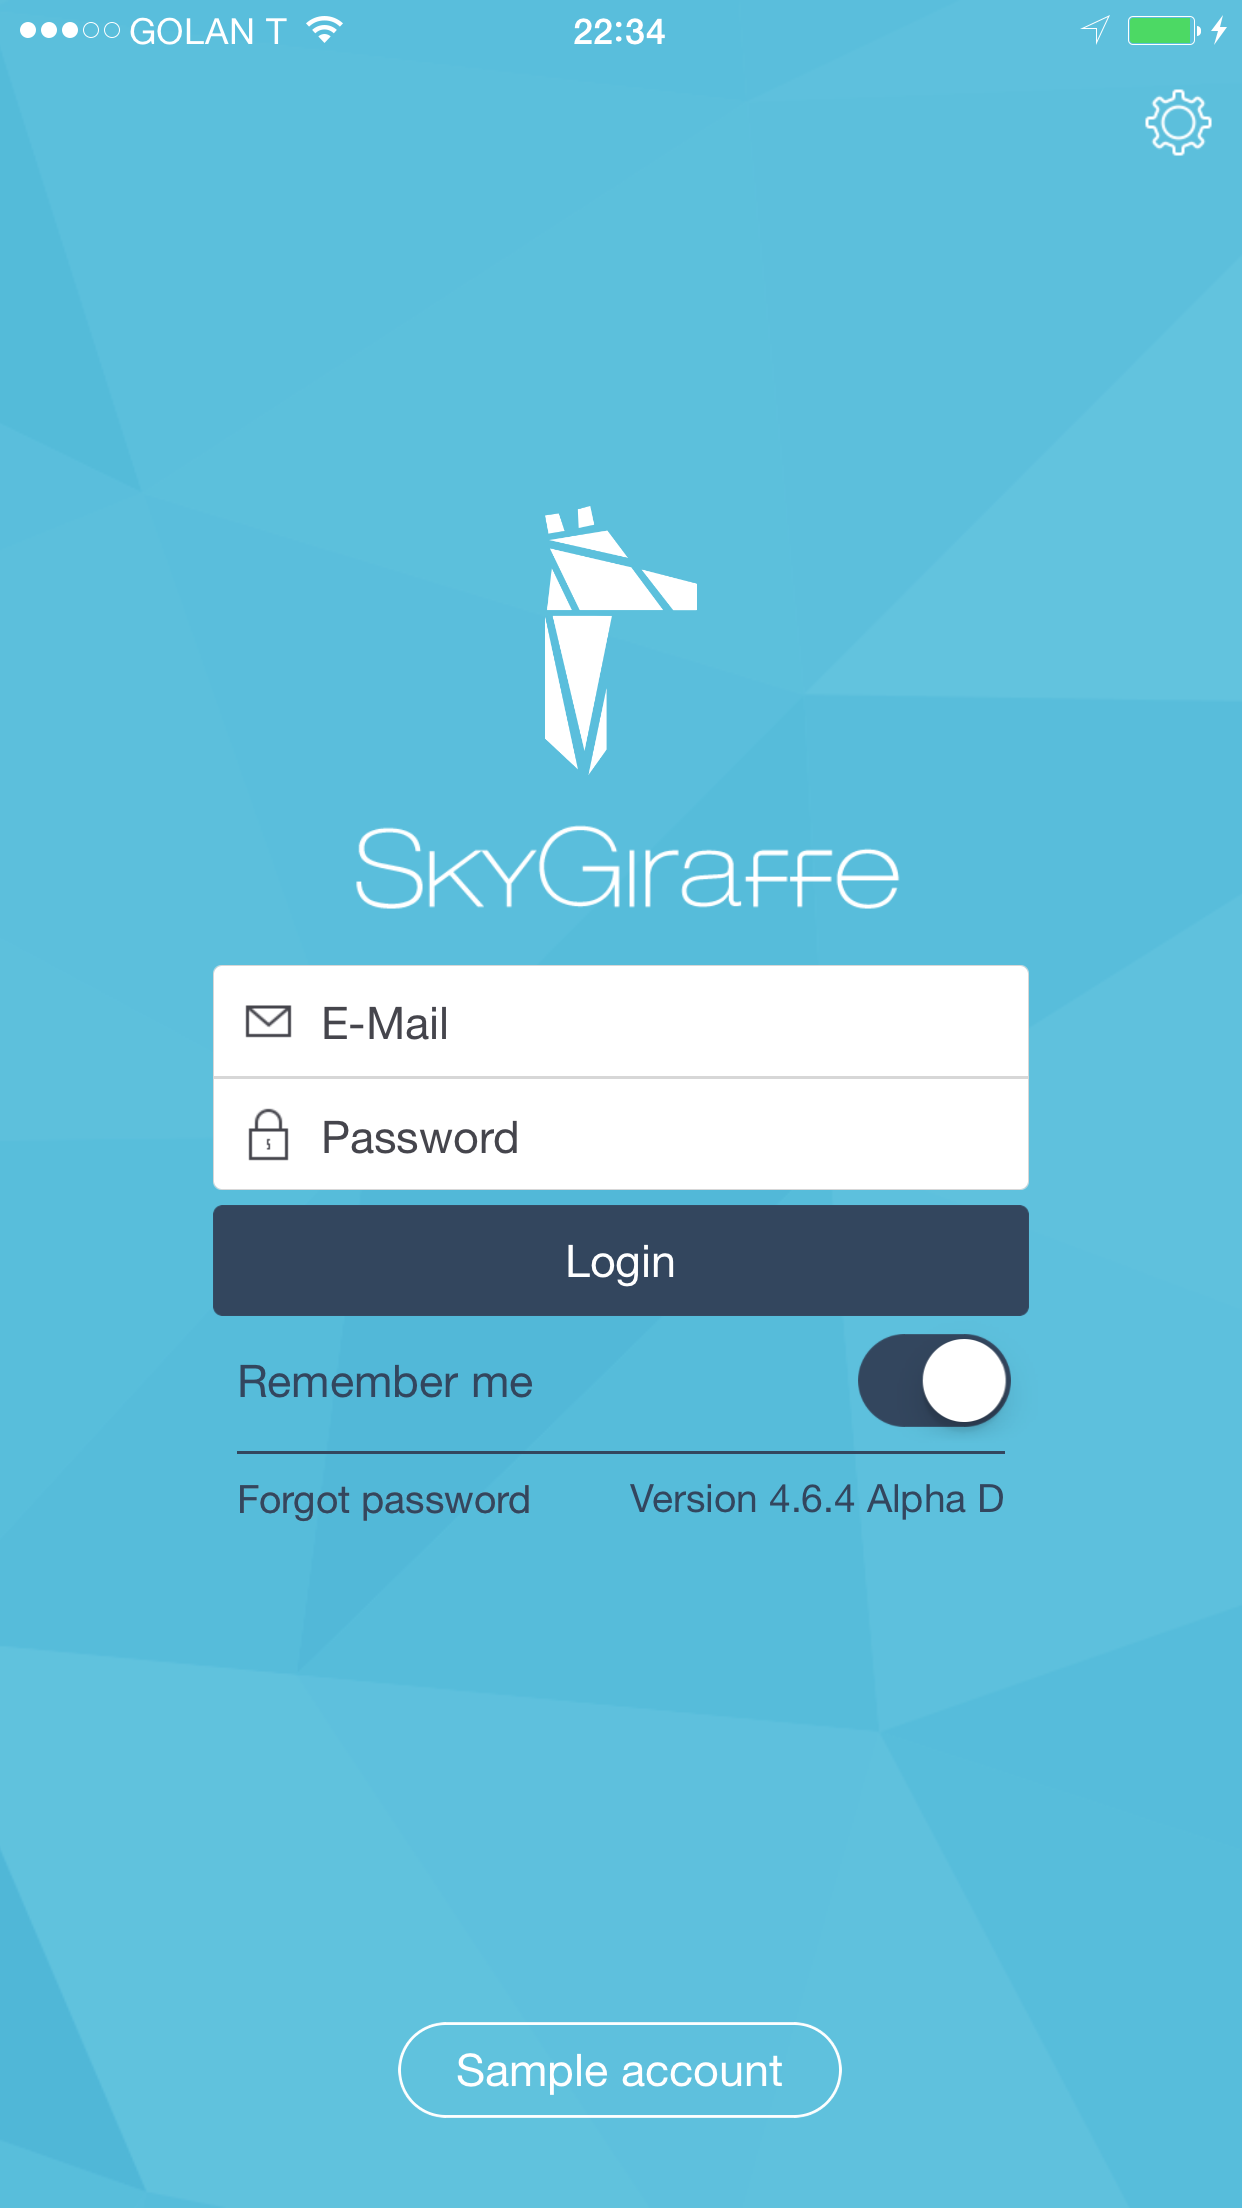 GOLAN T 22:34
SKYGIRAFFE
E-Mail
Password
Login
Remember me
Forgot password Version 4.6.4 Alpha D
Sample account